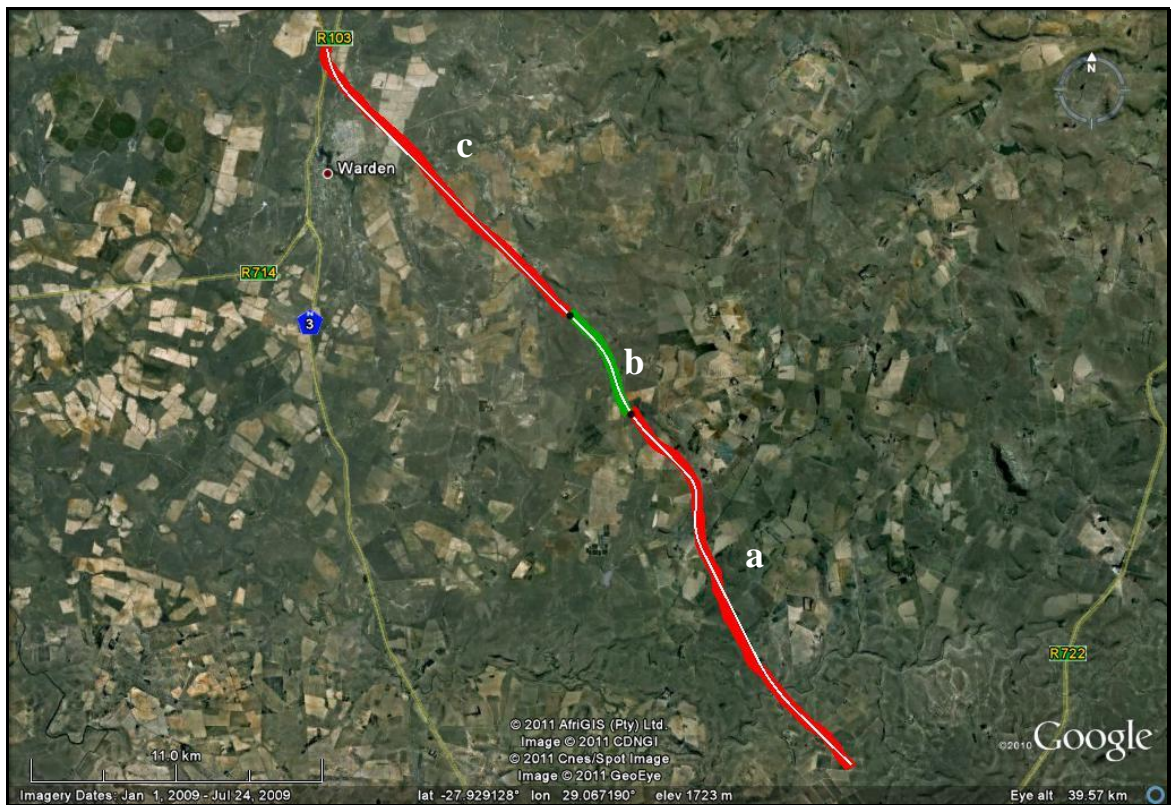 R103
N
c
Warden
R714
N
3
b
a
R722
© 2011 AfriGIS (Pty) Ltd.
Image © 2011 CDNGI
© 2011 Cnes/Spot Image
Image © 2011 GeoEye
©2010 Google
11.0 km
Imagery Dates: Jan 1, 2009 - Jul 24, 2009 lat -27.929128° lon 29.067190° elev 1723 m Eye alt 39.57 km